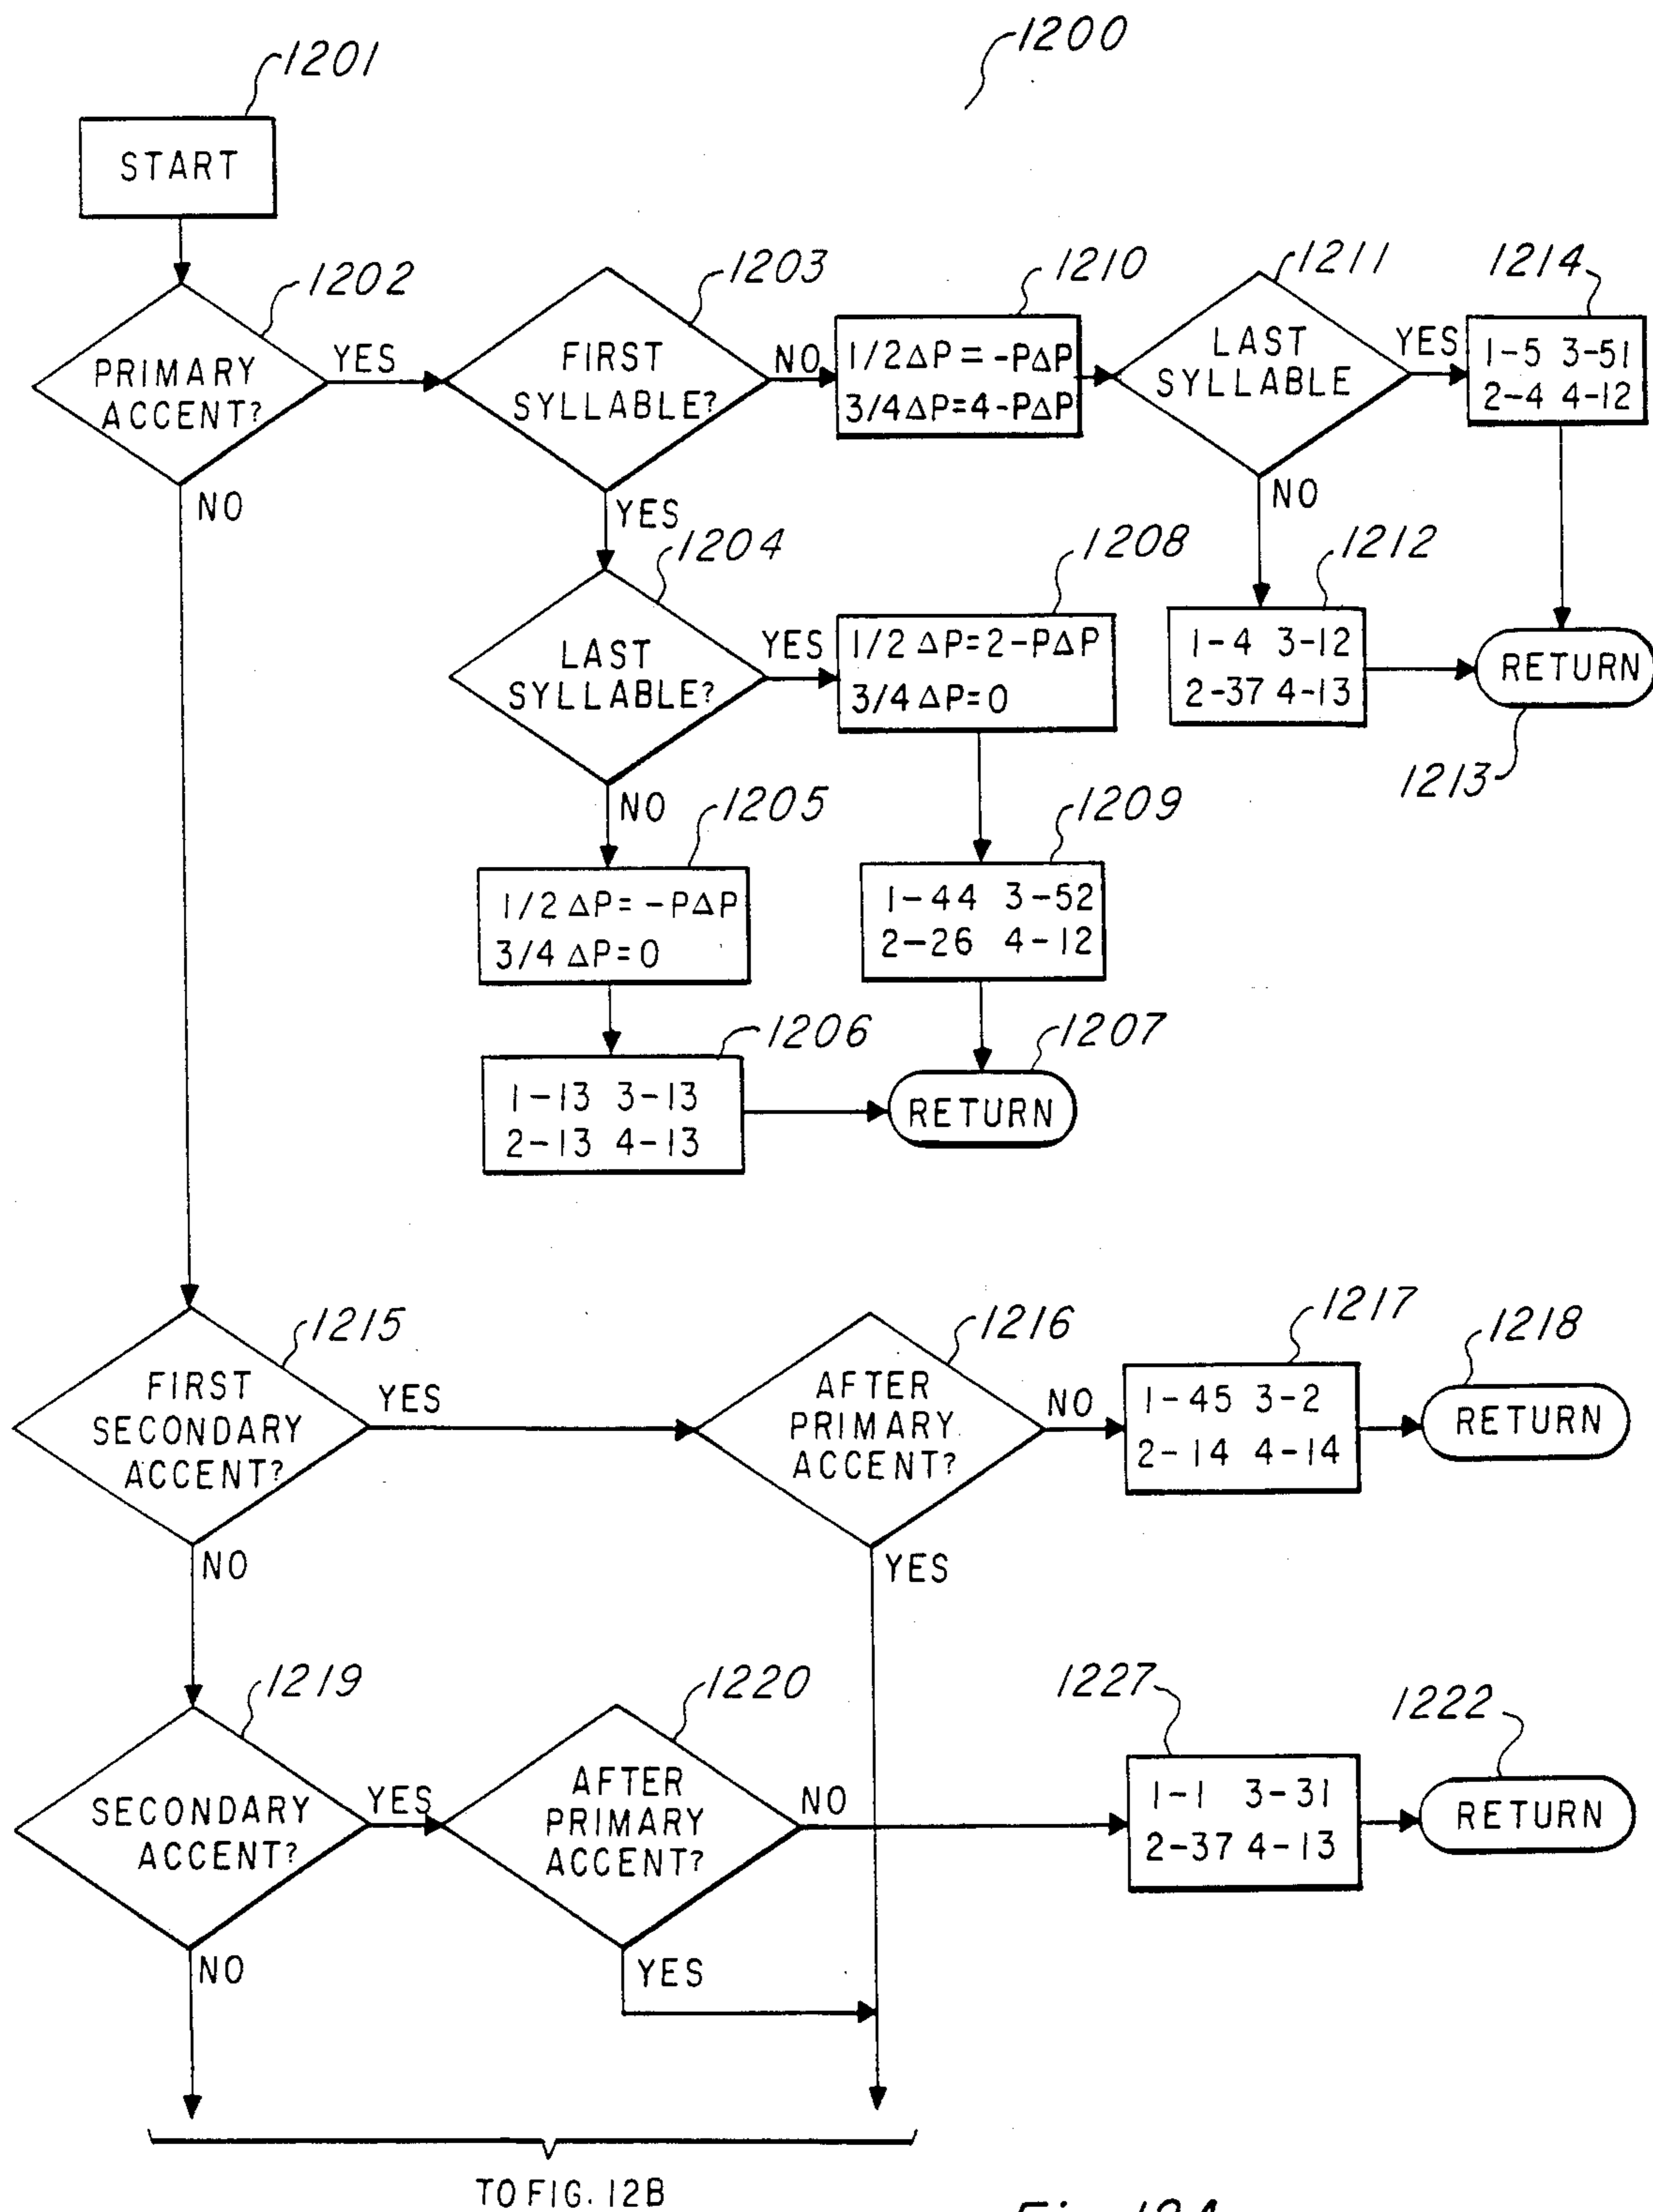 1200
1201
START
1202
PRIMARY
ACCENT?
YES
NO
1203
FIRST
SYLLABLE?
NO
YES
1210
1/2 ΔP = -PΔP
3/4 ΔP=4-PΔP
1211
LAST
SYLLABLE
YES
NO
1214
1-5 3-51
2-4 4-12
1204
LAST
SYLLABLE?
YES
NO
1208
1/2 ΔP=2-PΔP
3/4 ΔP=0
1212
1-4 3-12
2-37 4-13
RETURN
1213
1205
1/2 ΔP= -PΔP
3/4 ΔP=0
1209
1-44 3-52
2-26 4-12
1206
1-13 3-13
2-13 4-13
1207
RETURN
1215
FIRST
SECONDARY
ACCENT?
YES
NO
1216
AFTER
PRIMARY
ACCENT?
NO
YES
1217
1-45 3-2
2-14 4-14
1218
RETURN
1219
SECONDARY
ACCENT?
YES
NO
1220
AFTER
PRIMARY
ACCENT?
NO
YES
1227
1-1 3-31
2-37 4-13
1222
RETURN
TO FIG. 12B